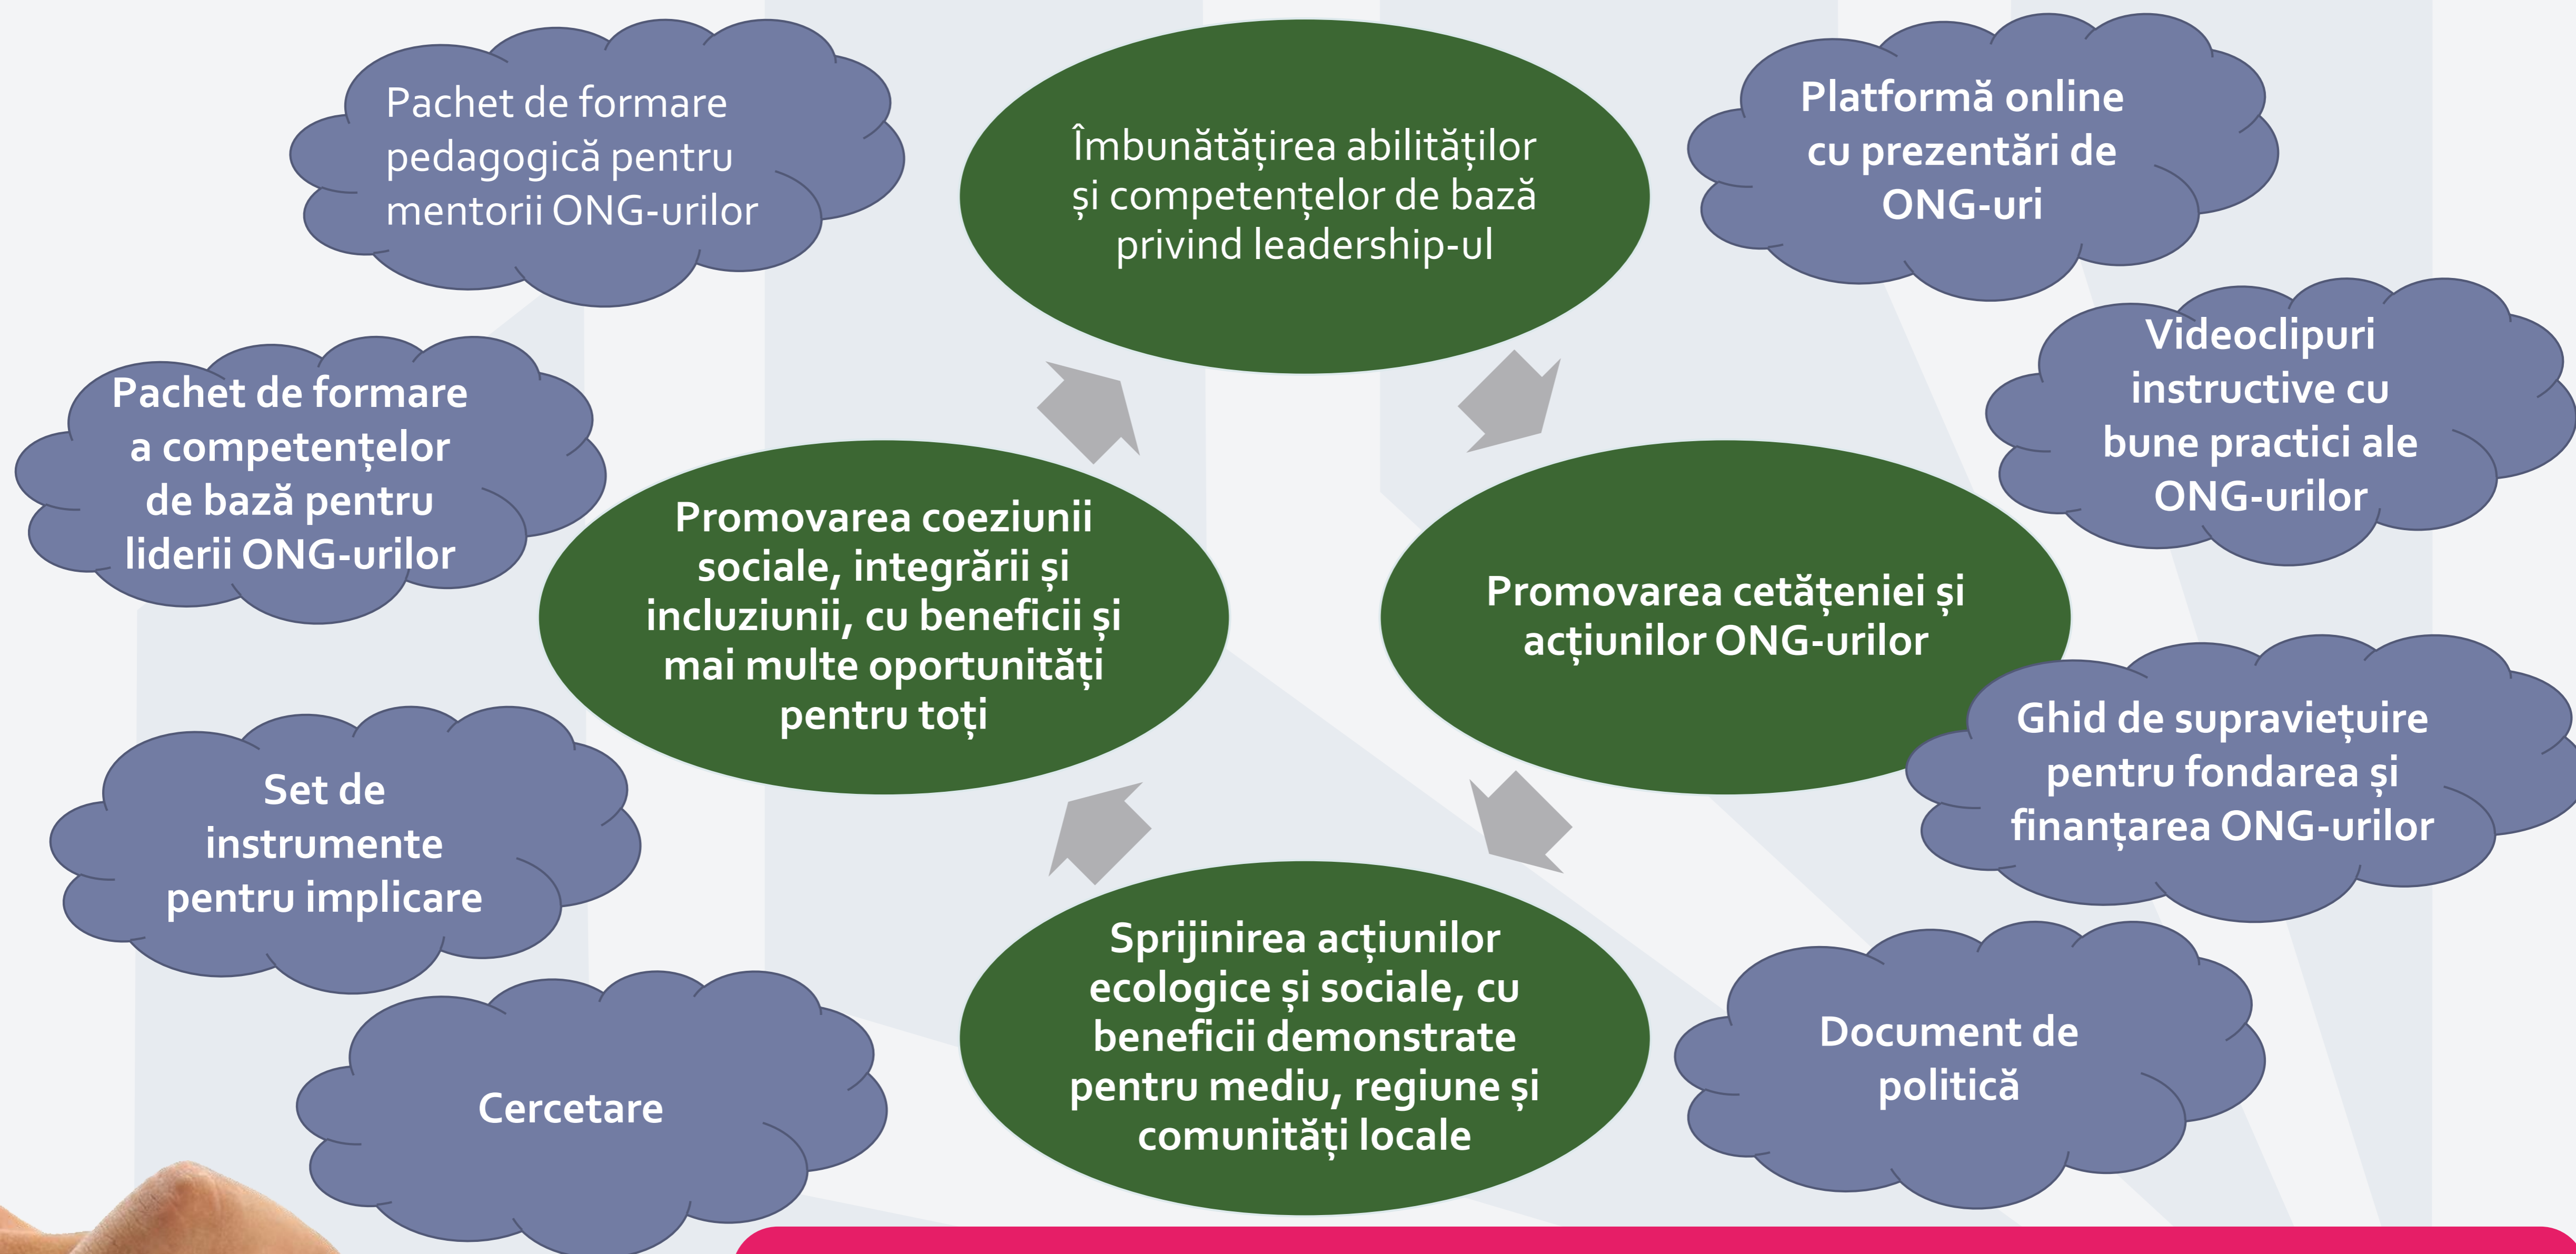 Pachet de formare
pedagogică pentru
mentorii ONG-urilor
Îmbunătățirea abilităților
și competențelor de bază
privind leadership-ul
Platformă online
cu prezentări de
ONG-uri
Videoclipuri
instructive cu
bune practici ale
ONG-urilor
Pachet de formare
a competențelor
de bază pentru
liderii ONG-urilor
Promovarea coeziunii
sociale, integrării și
incluziunii, cu beneficii și
mai multe oportunități
pentru toți
Promovarea cetățeniei și
acțiunilor ONG-urilor
Ghid de supraviețuire
pentru fondarea și
finanțarea ONG-urilor
Set de
instrumente
pentru implicare
Sprijinirea acțiunilor
ecologice și sociale, cu
beneficii demonstrate
pentru mediu, regiune și
comunități locale
Document de
politică
Cercetare